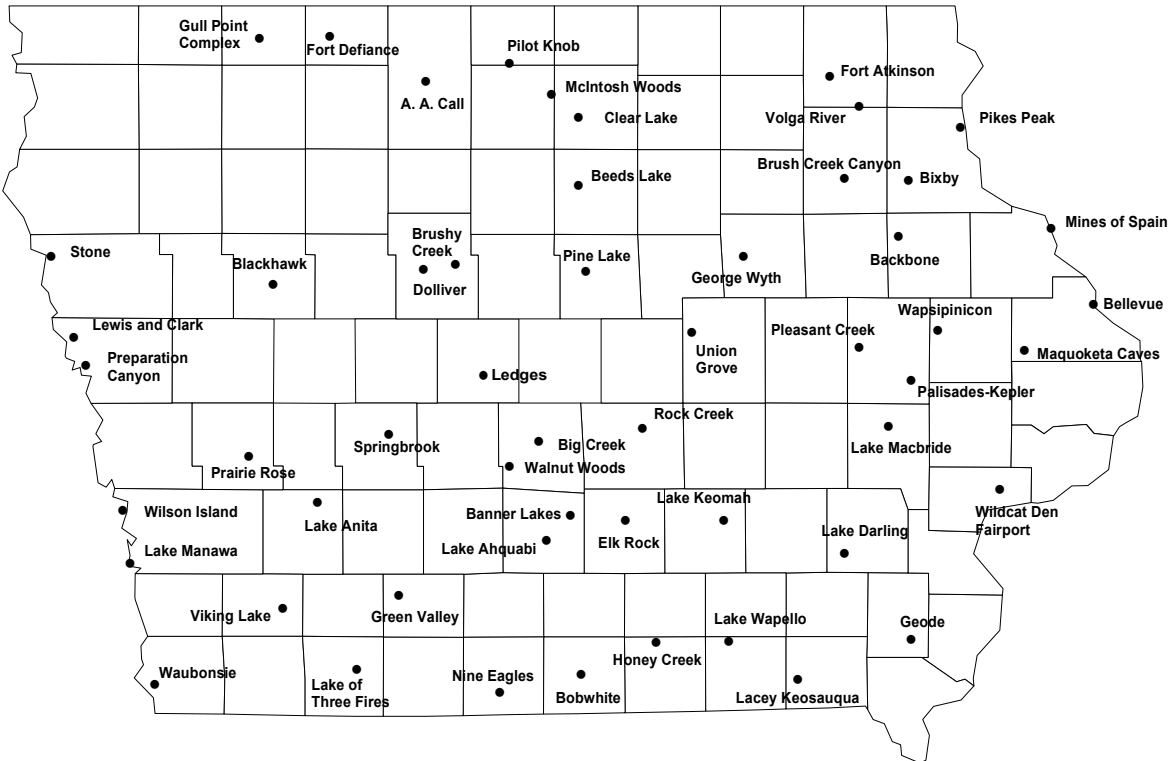 Gull Point
Complex
Fort Defiance
Pilot Knob
A. A. Call
McIntosh Woods
Clear Lake
Fort Atkinson
Volga River
Pikes Peak
Beeds Lake
Brush Creek Canyon
Bixby
Mines of Spain
Stone
Blackhawk
Brushy
Creek
Dolliver
Pine Lake
George Wyth
Backbone
Bellevue
Lewis and Clark
Preparation
Canyon
Ledges
Union
Grove
Pleasant Creek
Wapsipinicon
Maquoketa Caves
Palisades-Kepler
Prairie Rose
Springbrook
Big Creek
Walnut Woods
Rock Creek
Lake Macbride
Wilson Island
Lake Manawa
Lake Anita
Banner Lakes
Lake Ahquabi
Elk Rock
Lake Keomah
Lake Darling
Wildcat Den
Fairport
Viking Lake
Green Valley
Lake Wapello
Geode
Honey Creek
Waubonsie
Lake of
Three Fires
Nine Eagles
Bobwhite
Lacey Keosauqua